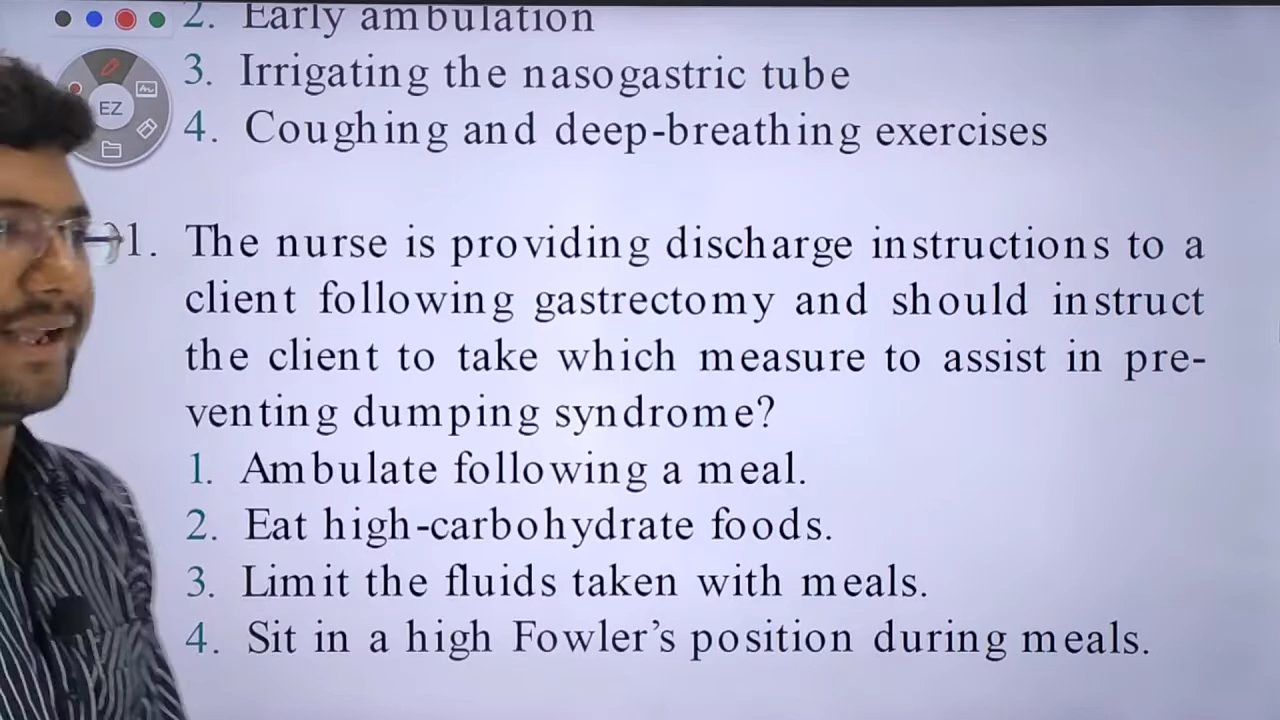 2. Early ambulation
3. Irrigating the nasogastric tube
EZ
4. Coughing and deep-breathing exercises
1. The nurse is providing discharge instructions to a
client following gastrectomy and should instruct
the client to take which measure to assist in pre-
venting dumping syndrome?
1. Ambulate following a meal.
2. Eat high-carbohydrate foods.
3. Limit the fluids taken with meals.
4. Sit in a high Fowler's position during meals.